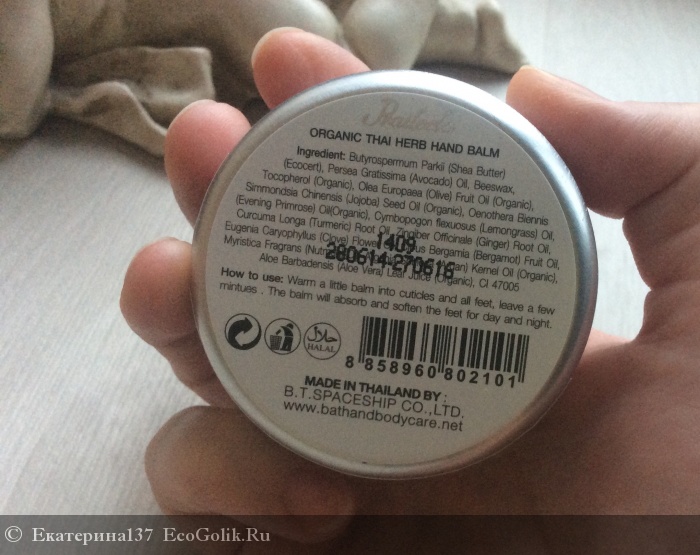 Praileela
ORGANIC THAI HERB HAND BALM
Ingredient: Butyrospermum Parkii (Shea Butter)
(Ecocert), Persea Gratissima (Avocado) Oil, Beeswax,
Tocopherol (Organic), Olea Europaea (Olive) Fruit Oil (Organic),
Simmondsia Chinensis (Jojoba) Seed Oil (Organic), Oenothera Biennis
(Evening Primrose) Oil(Organic), Cymbopogon flexuosus (Lemongrass) Oil,
Curcuma Longa (Turmeric) Root Oil, Zingiber Officinale (Ginger) Root Oil,
Eugenia Caryophullus (Clove) Flower Bergamia (Bergamot) Fruit Oil,
1409
Myristica Fragrans Kernel Oil (Organic),
280614 270616
Aloe Barbadensis (Aloe Vera) Leaf Juice (Organic), CI 47005
How to use: Warm a little balm into cuticles and all feet, leave a few
mintues . The balm will absorb and soften the feet for day and night.
حلال
HALAL
8 858960 802101
MADE IN THAILAND BY :
B.T.SPACESHIP CO.,LTD.
www.bathandbodycare.net
© Екатерина137 EcoGolik.Ru